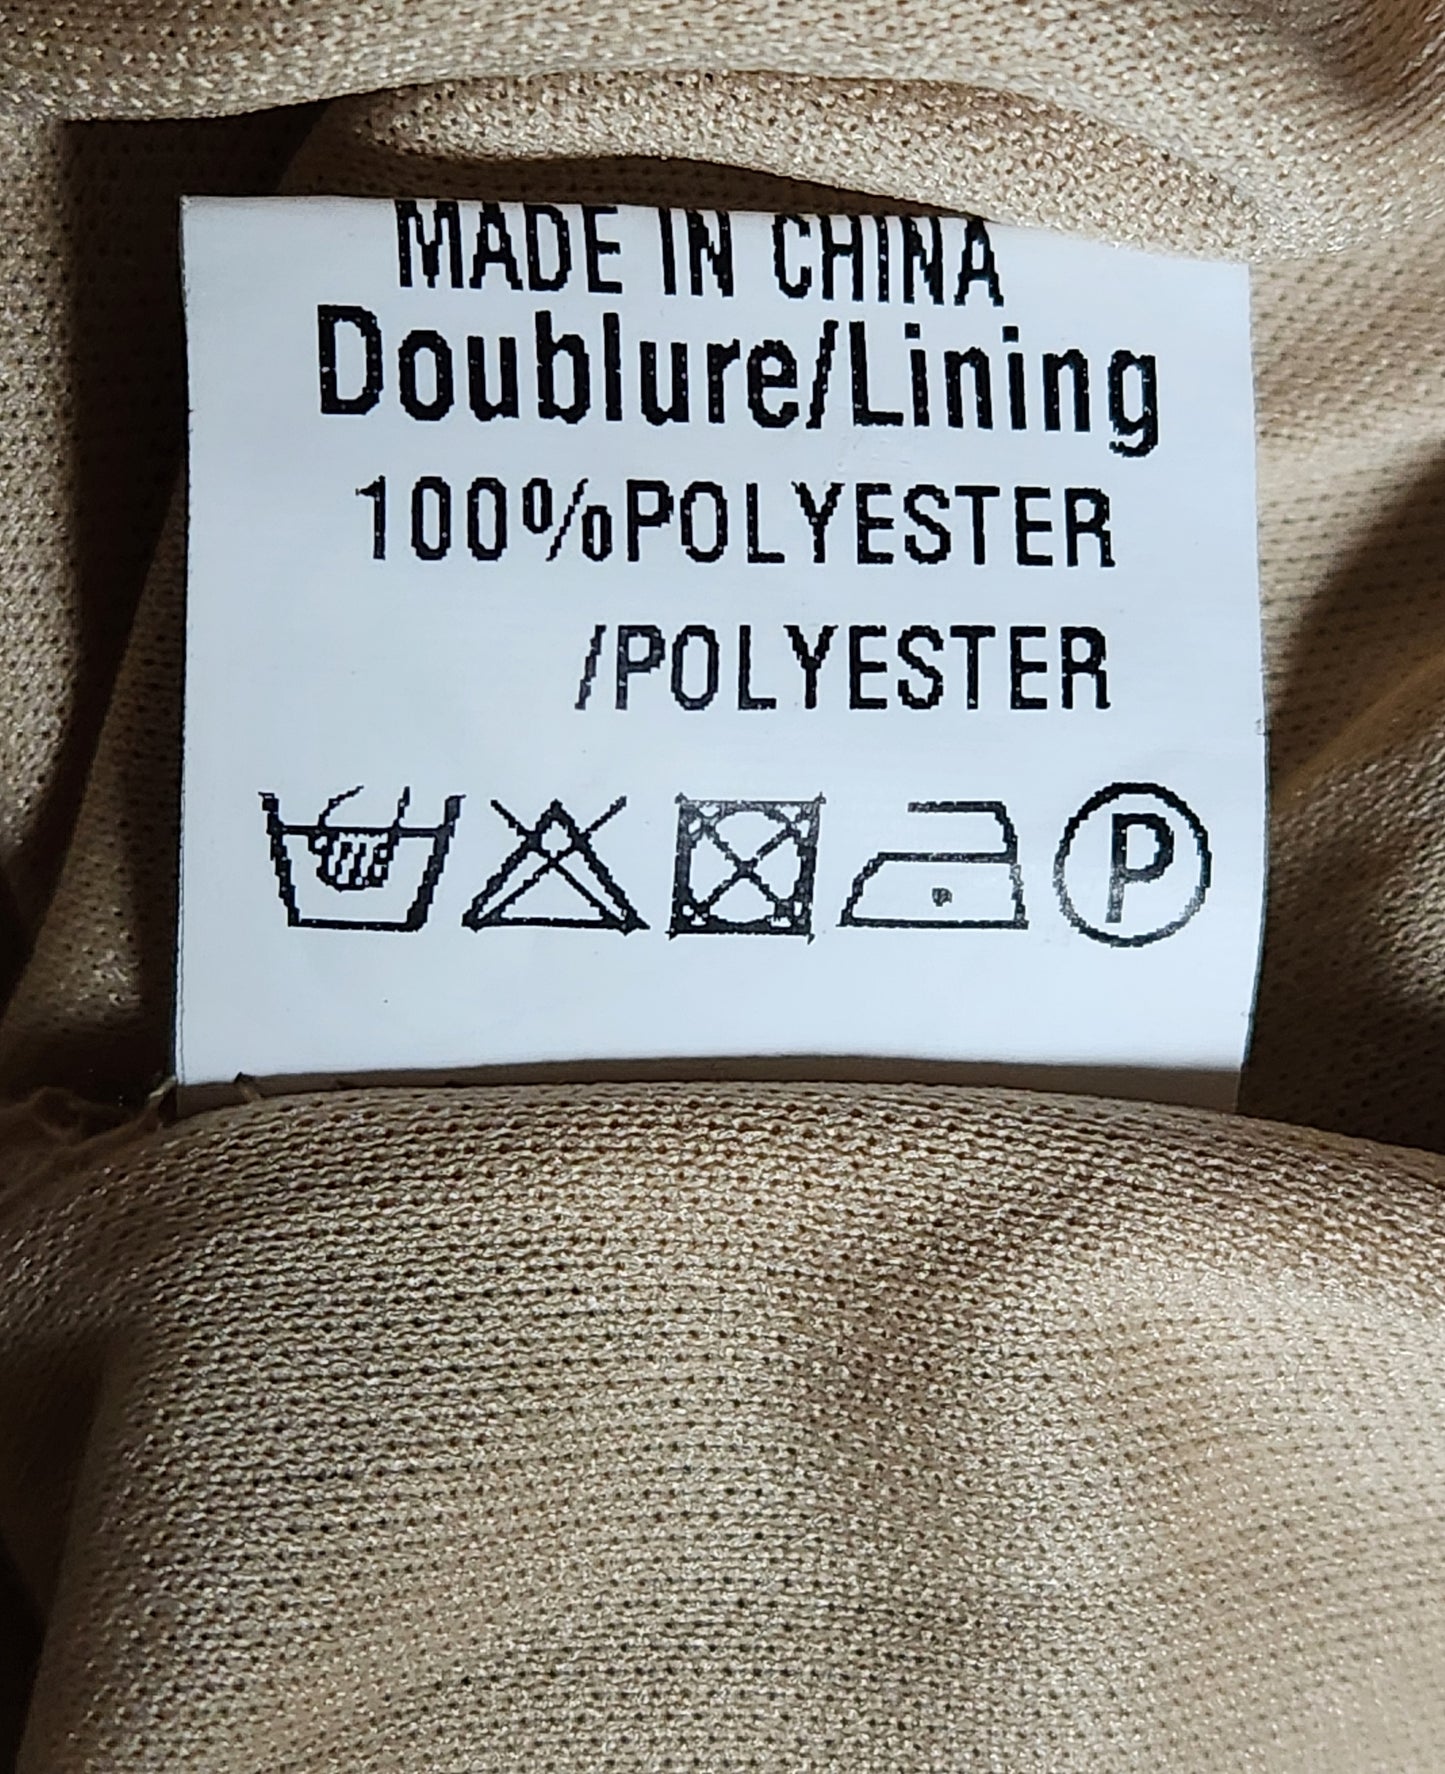 MADE IN CHINA
Doublure/Lining
100%POLYESTER
/POLYESTER
P